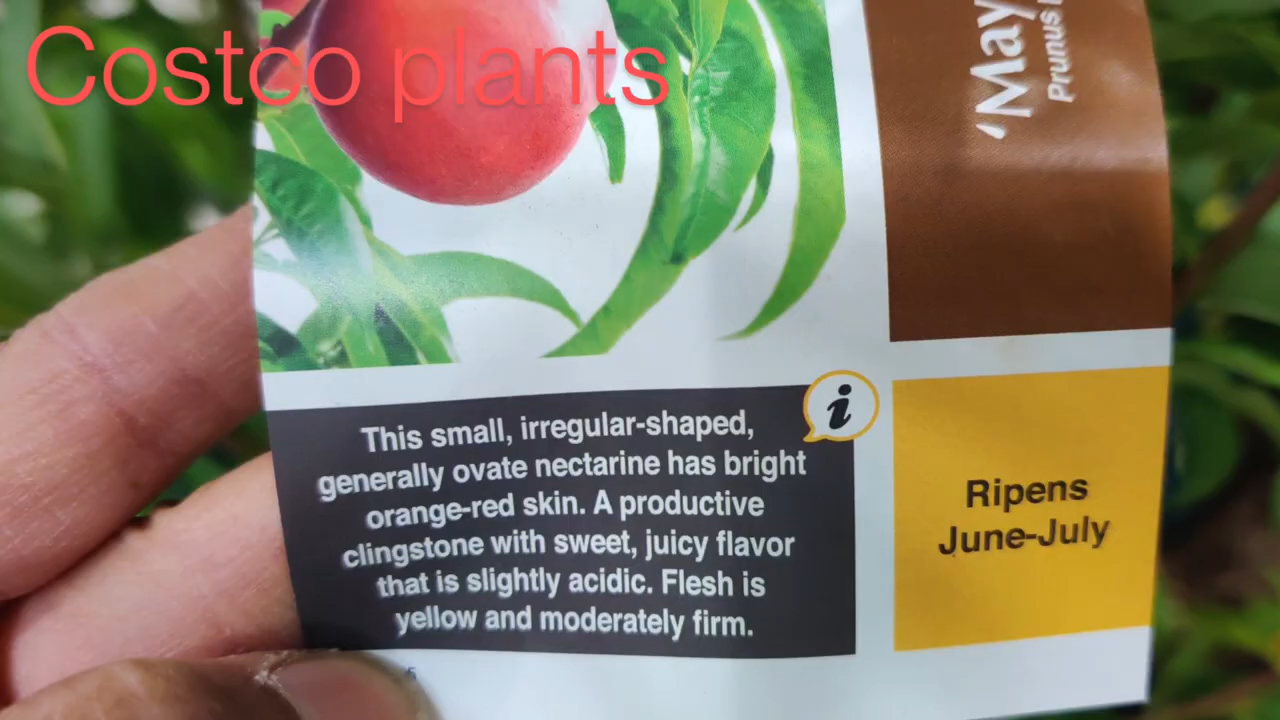 Costco plants
'May
Prunus
This small, irregular-shaped,
generally ovate nectarine has bright
orange-red skin. A productive
clingstone with sweet, juicy flavor
that is slightly acidic. Flesh is
yellow and moderately firm.
i
Ripens
June-July